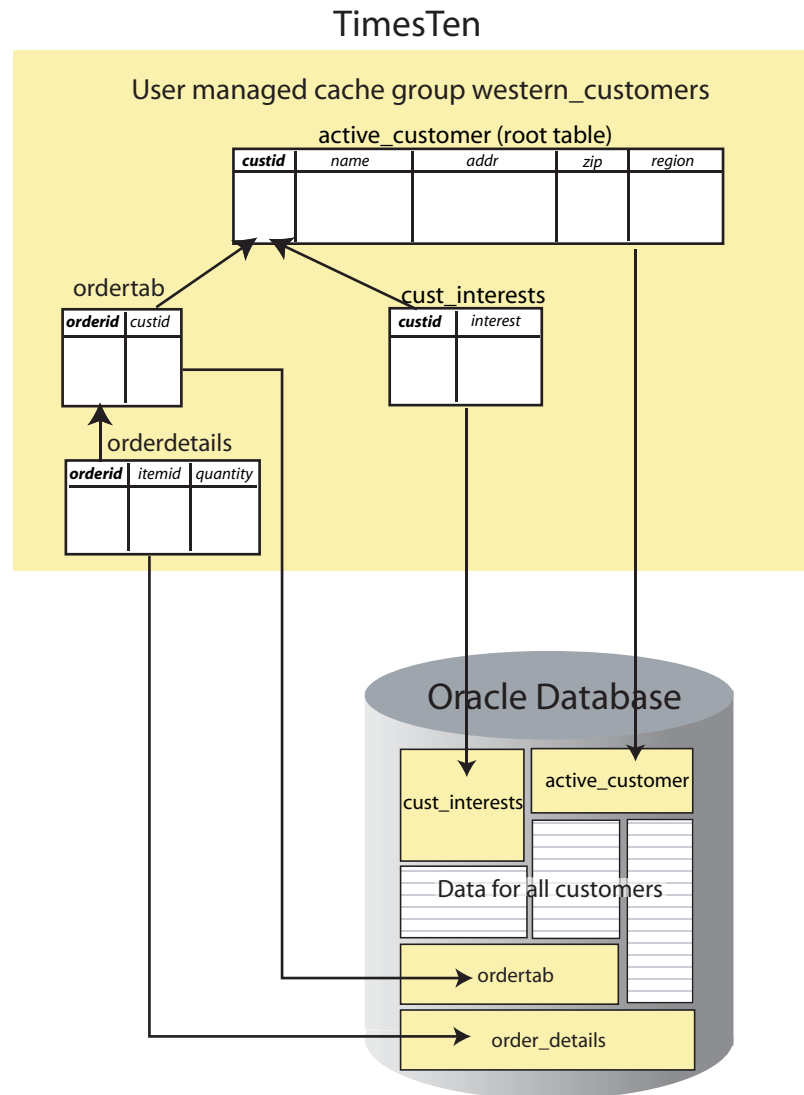 TimesTen
User managed cache group western_customers
active_customer (root table)
custid name addr zip region
ordertab
orderid custid
cust_interests
custid interest
orderdetails
orderid itemid quantity
Oracle Database
cust_interests
active_customer
Data for all customers
ordertab
order_details